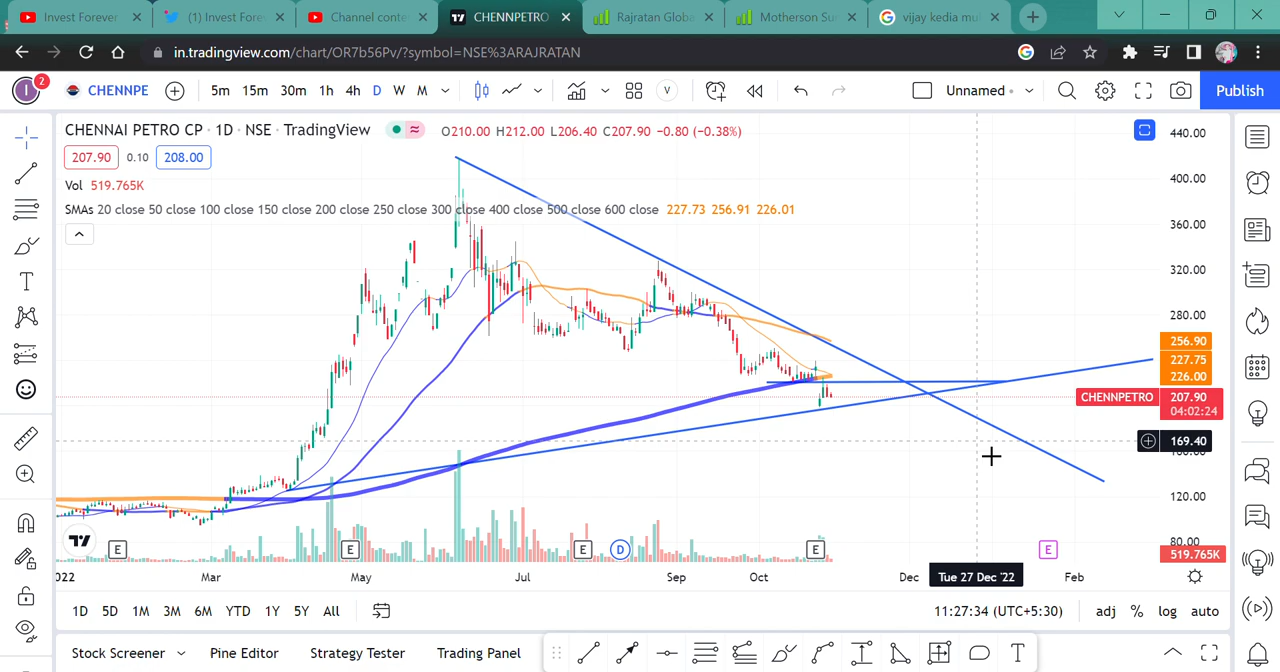 Invest Forever
(1) Invest Fore
Channel conte
CHENNPETRO
Rajratan Globa
Motherson Su
vijay kedia mu
in.tradingview.com/chart/OR7b56Pv/?symbol=NSE%3ARAJRATAN
I 2 CHENNPE 5m 15m 30m 1h 4h D W M V Unnamed Publish
CHENNAI PETRO CP · 1D · NSE · TradingView O210.00 H212.00 L206.40 C207.90 −0.80 (−0.38%)
207.90 0.10 208.00
Vol 519.765K
SMAs 20 close 50 close 100 close 150 close 200 close 250 close 300 close 400 close 500 close 600 close 227.73 256.91 226.01
440.00
400.00
360.00
320.00
280.00
256.90
227.75
226.00
CHENNPETRO 207.90
04:02:24
169.40
160.00
120.00
80.00
519.765K
E E E D E E
2022 Mar May Jul Sep Oct Dec Tue 27 Dec '22 Feb
1D 5D 1M 3M 6M YTD 1Y 5Y All 11:27:34 (UTC+5:30) adj % log auto
Stock Screener Pine Editor Strategy Tester Trading Panel T